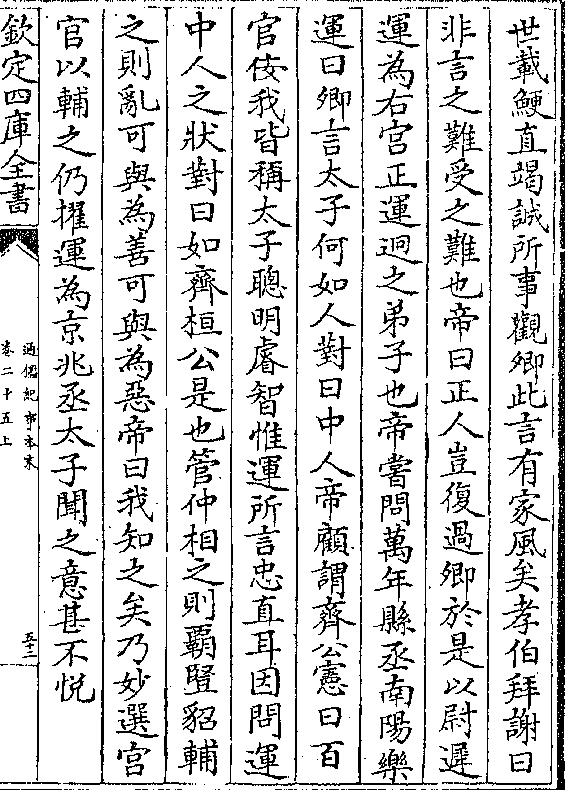 世載鯁直竭誠所事觀卿此言有家風矣孝伯拜謝曰
非言之難受之難也帝曰正人豈復過卿於是以尉遲
運為右宮正運迥之弟子也帝嘗問萬年縣丞南陽樂
運曰卿言太子何如人對曰中人帝顧謂齊公憲曰百
官佞我皆稱太子聰明睿智惟運所言忠直耳因問運
中人之狀對曰如齊桓公是也管仲相之則霸豎貂輔
之則亂可與為善可與為惡帝曰我知之矣乃妙選宮
官以輔之仍擢運為京兆丞太子聞之意甚不悅
欽定四庫全書
通鑑紀事本末
卷二十五上
五十二